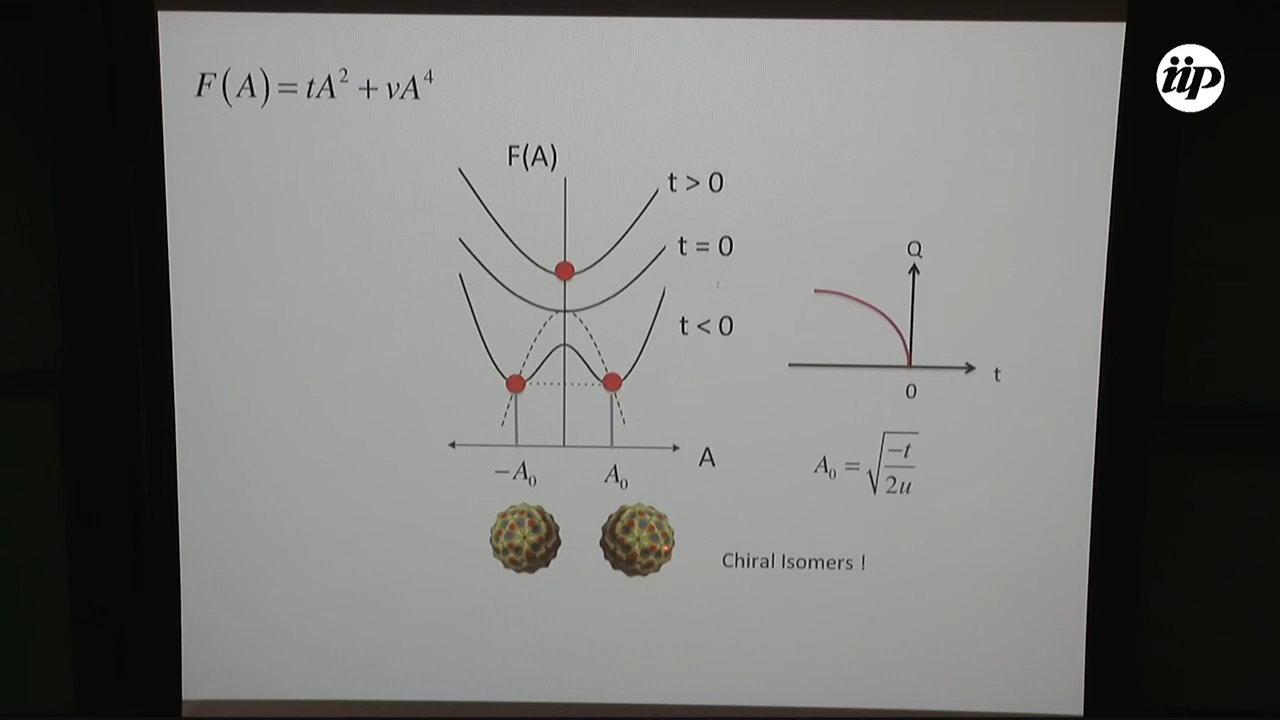 iip
F(A) = tA² + vA⁴
F(A)
t > 0
t = 0
t < 0
Q
t
0
A
−A₀
A₀
A₀ = √(−t/2u)
Chiral Isomers !